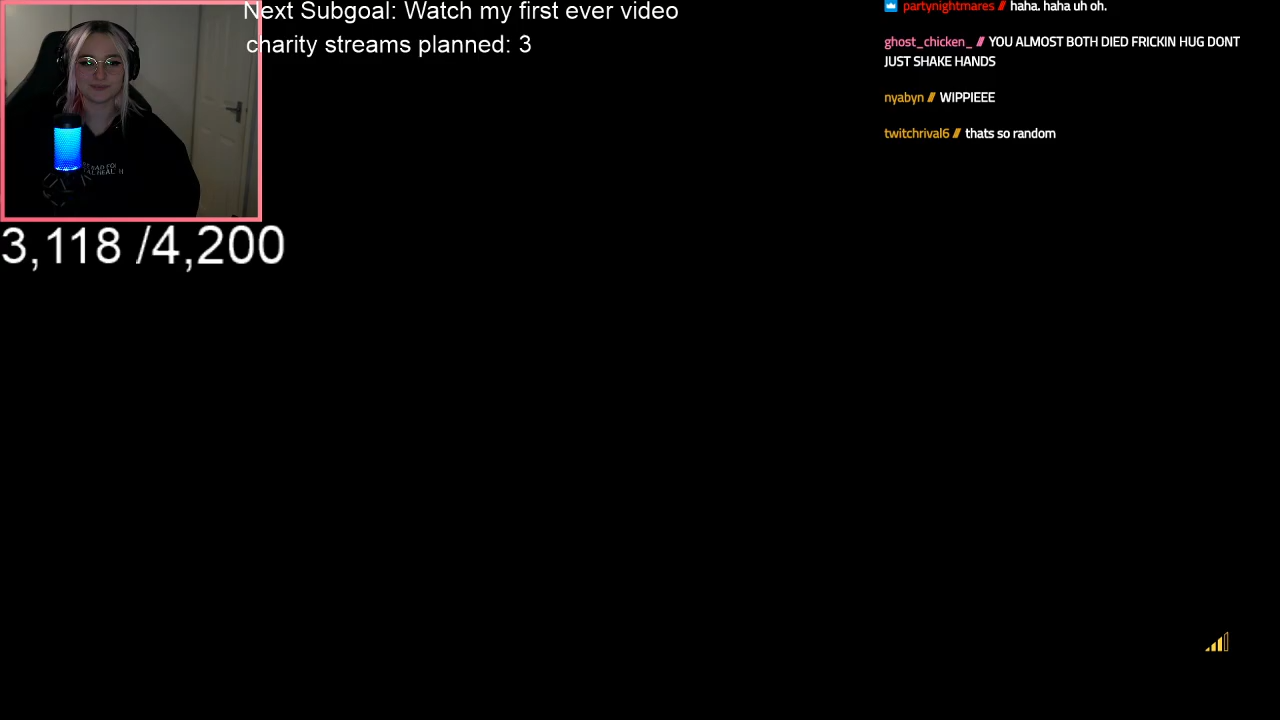 Next Subgoal: Watch my first ever video
charity streams planned: 3
3,118 /4,200
partynightmares // haha. haha uh oh.
ghost_chicken_ // YOU ALMOST BOTH DIED FRICKIN HUG DONT
JUST SHAKE HANDS
nyabyn // WIPPIEEE
twitchrival6 // thats so random